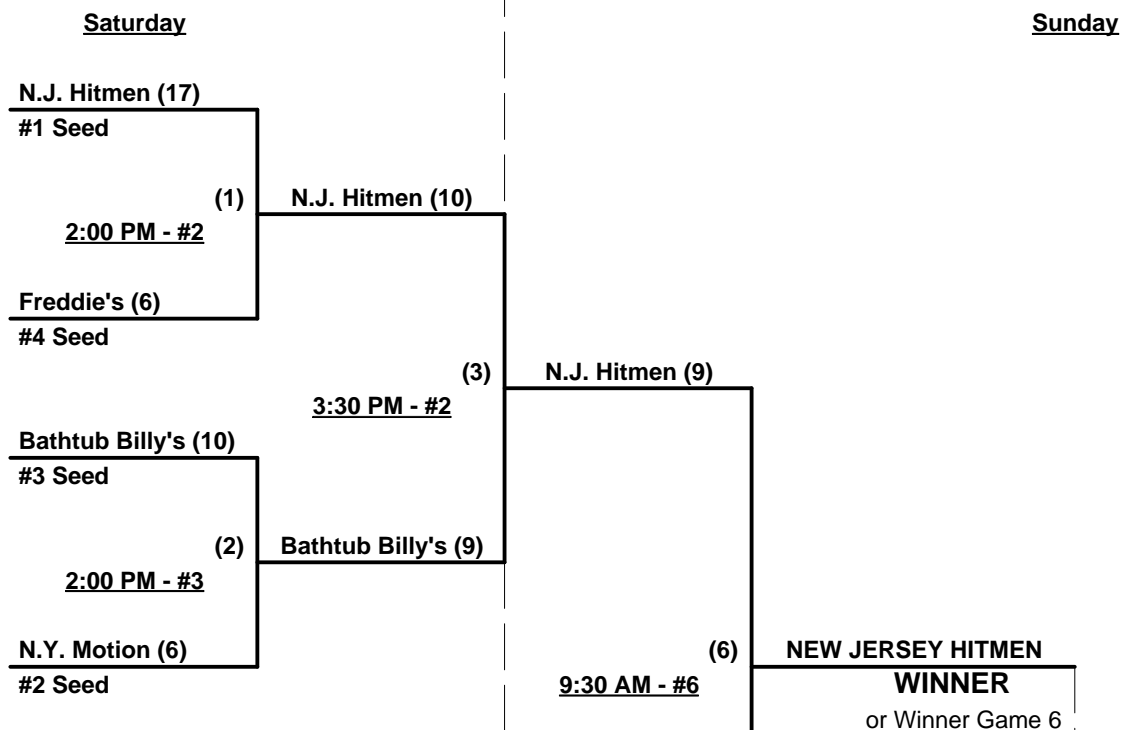 Saturday
Sunday
N.J. Hitmen (17)
#1 Seed
(1)
N.J. Hitmen (10)
2:00 PM - #2
Freddie's (6)
#4 Seed
(3)
N.J. Hitmen (9)
3:30 PM - #2
Bathtub Billy's (10)
#3 Seed
(2)
Bathtub Billy's (9)
2:00 PM - #3
N.Y. Motion (6)
#2 Seed
(6)
NEW JERSEY HITMEN
9:30 AM - #6
WINNER
or Winner Game 6